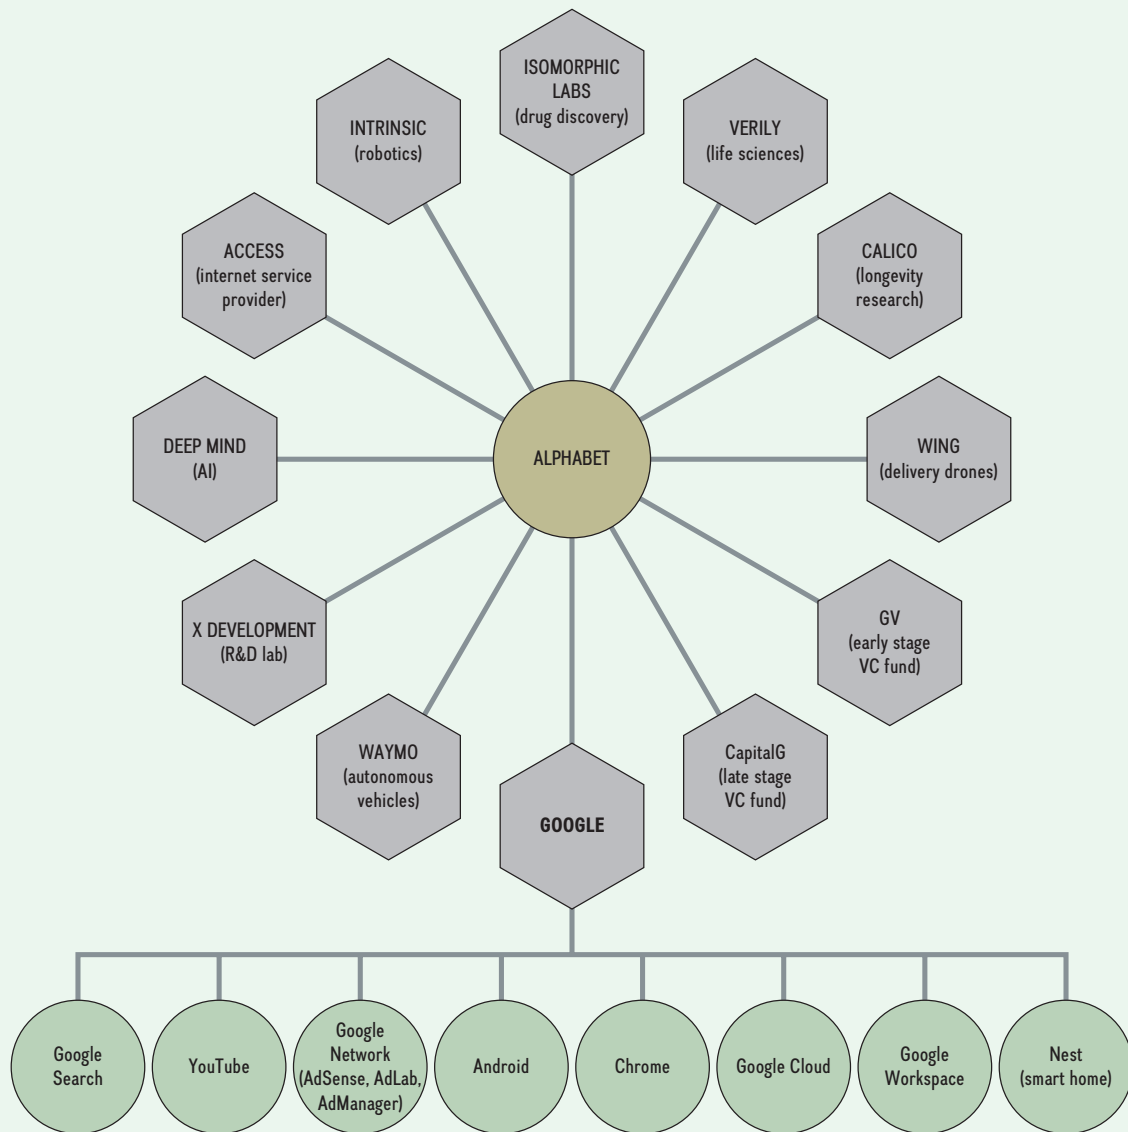 ISOMORPHIC
LABS
(drug discovery)
INTRINSIC
(robotics)
VERILY
(life sciences)
ACCESS
(internet service
provider)
CALICO
(longevity
research)
DEEP MIND
(AI)
ALPHABET
WING
(delivery drones)
X DEVELOPMENT
(R&D lab)
GV
(early stage
VC fund)
WAYMO
(autonomous
vehicles)
GOOGLE
CapitalG
(late stage
VC fund)
Google
Search
YouTube
Google
Network
(AdSense, AdLab,
AdManager)
Android
Chrome
Google Cloud
Google
Workspace
Nest
(smart home)